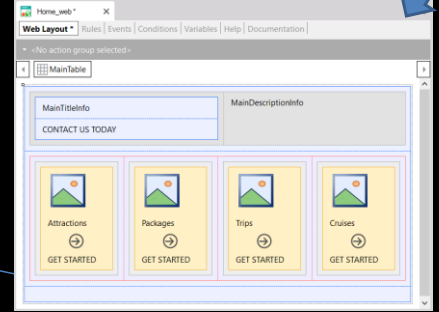 Home_web *
Web Layout * Rules Events Conditions Variables Help Documentation
<No action group selected>
MainTable
MainTitleInfo MainDescriptionInfo
CONTACT US TODAY
Attractions Packages Trips Cruises
GET STARTED GET STARTED GET STARTED GET STARTED